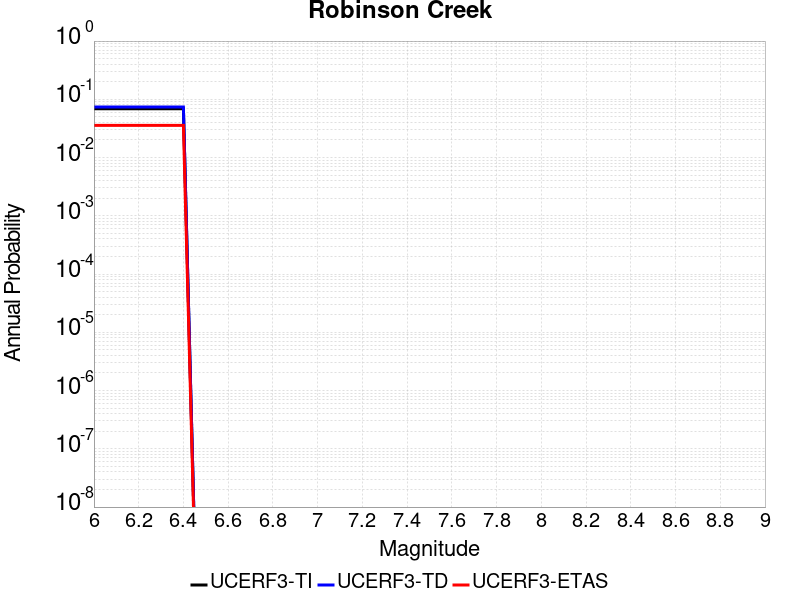 Robinson Creek
10^0
10^-1
10^-2
10^-3
10^-4
10^-5
10^-6
10^-7
10^-8
Annual Probability
6 6.2 6.4 6.6 6.8 7 7.2 7.4 7.6 7.8 8 8.2 8.4 8.6 8.8 9
Magnitude
UCERF3-TI UCERF3-TD UCERF3-ETAS